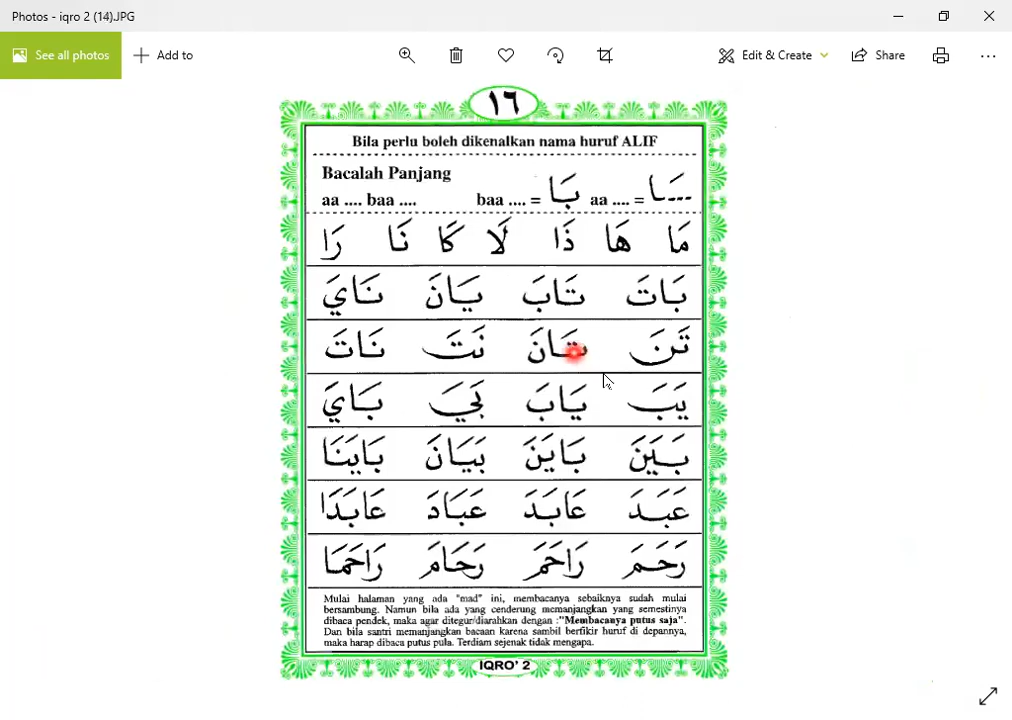 Photos - iqro 2 (14).JPG
See all photos Add to Edit & Create Share
١٦
Bila perlu boleh dikenalkan nama huruf ALIF
Bacalah Panjang
aa .... baa .... baa .... = بَا aa .... = ـَـا
مَا هَا ذَا لَا كَا نَا رَا
بَاتَ تَابَ يَانَ نَايَ
تَنَ تَانَ نَتَ نَاتَ
يَبَ يَابَ بَيَ بَايَ
بَيَنَ بَايَنَ بَيَانَ بَايَنَا
عَبَدَ عَابَدَ عَبَادَ عَابَدَا
رَحَمَ رَاحَمَ رَحَامَ رَاحَمَا
Mulai halaman yang ada "mad" ini, membacanya sebaiknya sudah mulai
bersambung. Namun bila ada yang cenderung memanjangkan yang semestinya
dibaca pendek, maka agar ditegur/diarahkan dengan :"Membacanya putus saja".
Dan bila santri memanjangkan bacaan karena sambil berfikir huruf di depannya,
maka harap dibaca putus pula. Terdiam sejenak tidak mengapa.
IQRO' 2